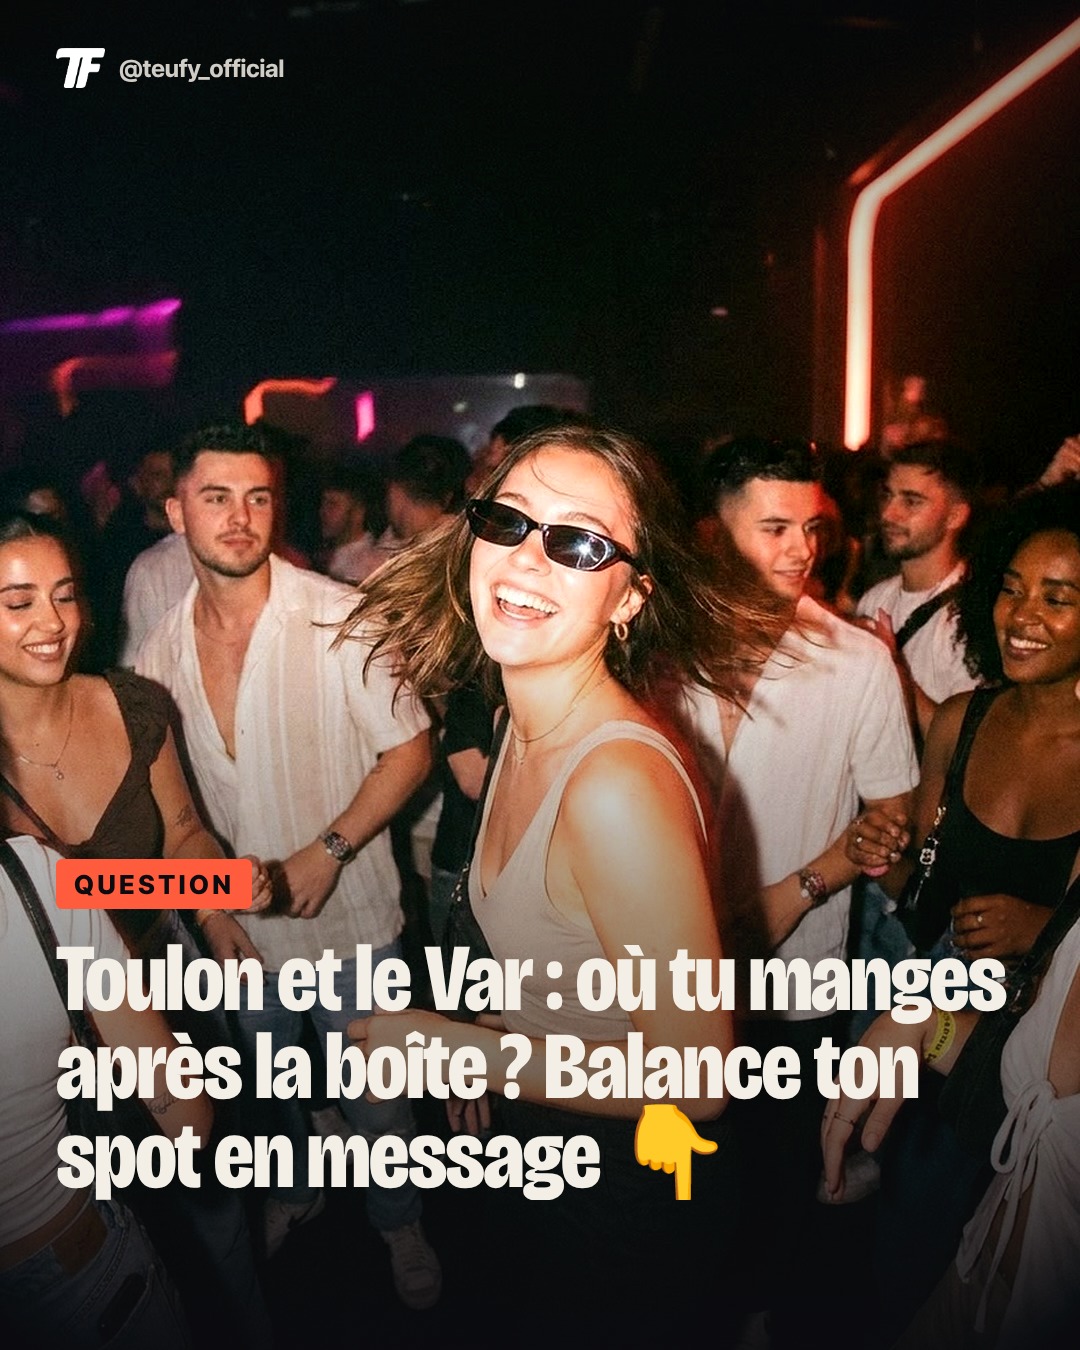 TF @teufy_official
QUESTION
Toulon et le Var : où tu manges
après la boîte ? Balance ton
spot en message 👇